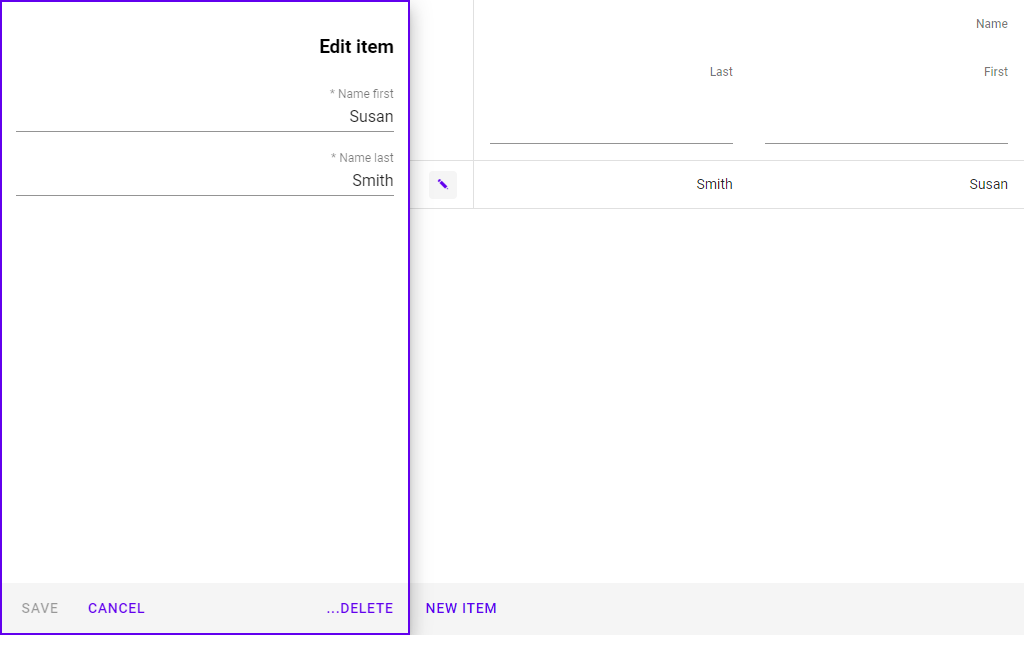 Edit item
* Name first
Susan
* Name last
Smith
SAVE CANCEL ...DELETE
Name
First Last
Susan Smith
NEW ITEM